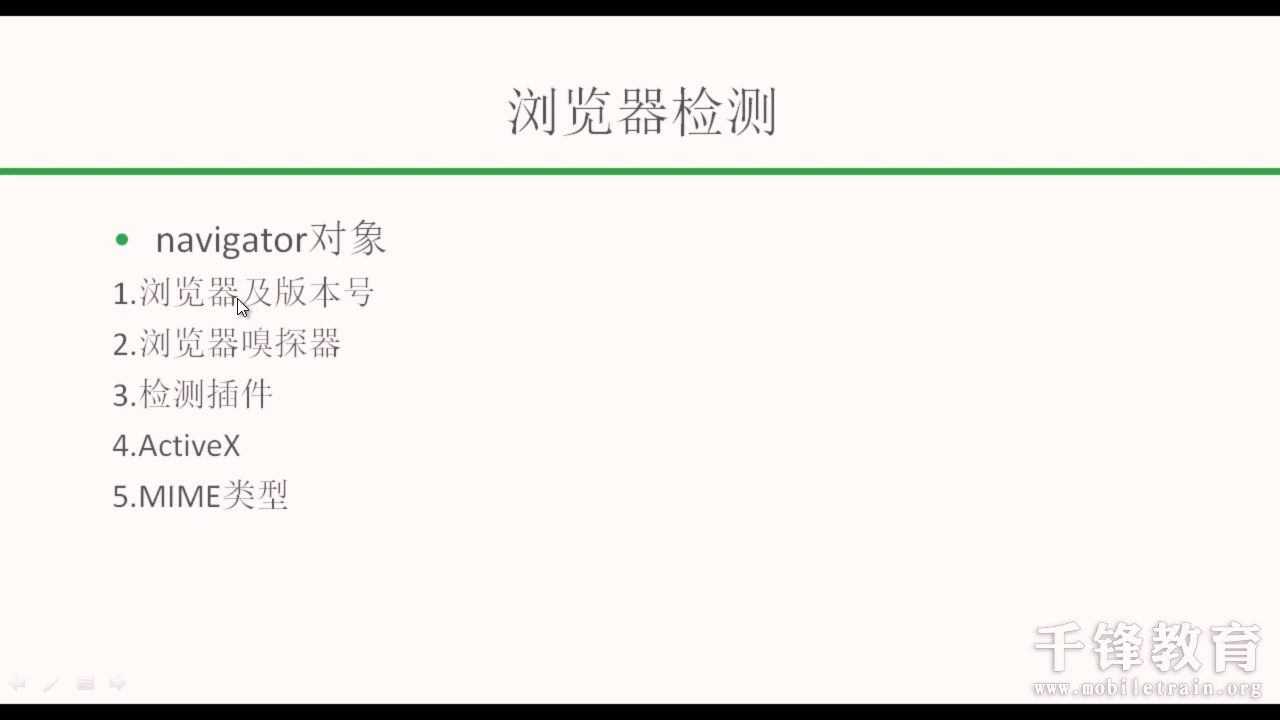 浏览器检测
• navigator对象
1.浏览器及版本号
2.浏览器嗅探器
3.检测插件
4.ActiveX
5.MIME类型
千锋教育
www.mobiletrain.org